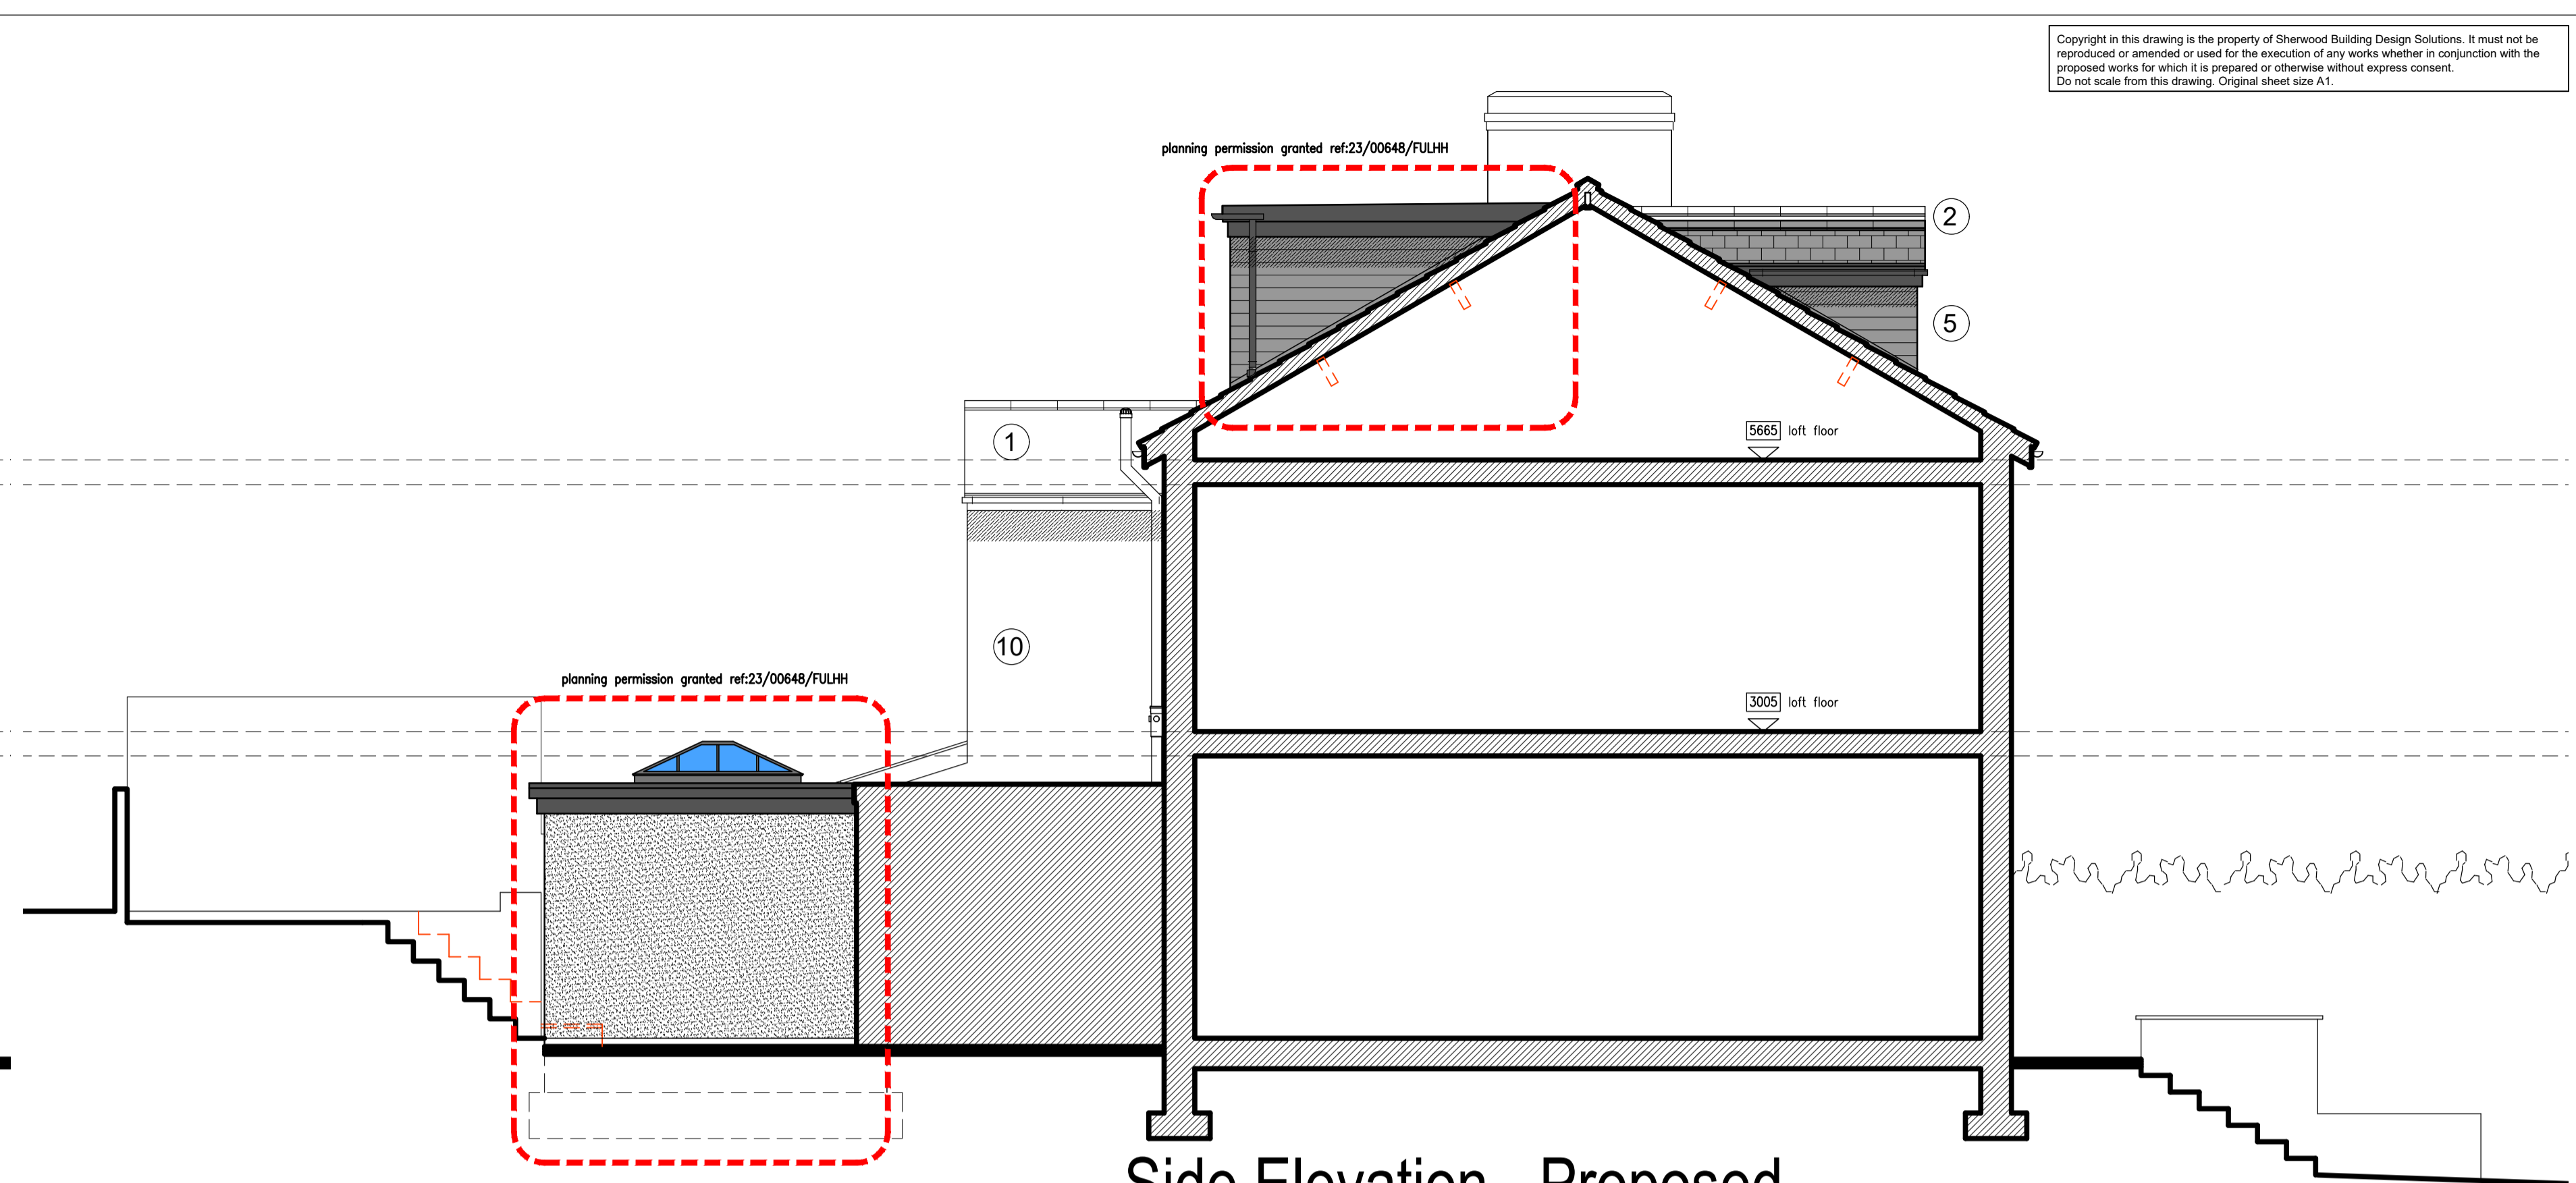 Copyright in this drawing is the property of Sherwood Building Design Solutions. It must not be
reproduced or amended or used for the execution of any works whether in conjunction with the
proposed works for which it is prepared or otherwise without express consent.
Do not scale from this drawing. Original sheet size A1.
planning permission granted ref:23/00648/FULHH
2
5
5665 loft floor
1
10
planning permission granted ref:23/00648/FULHH
3005 loft floor
Side Elevation - Proposed